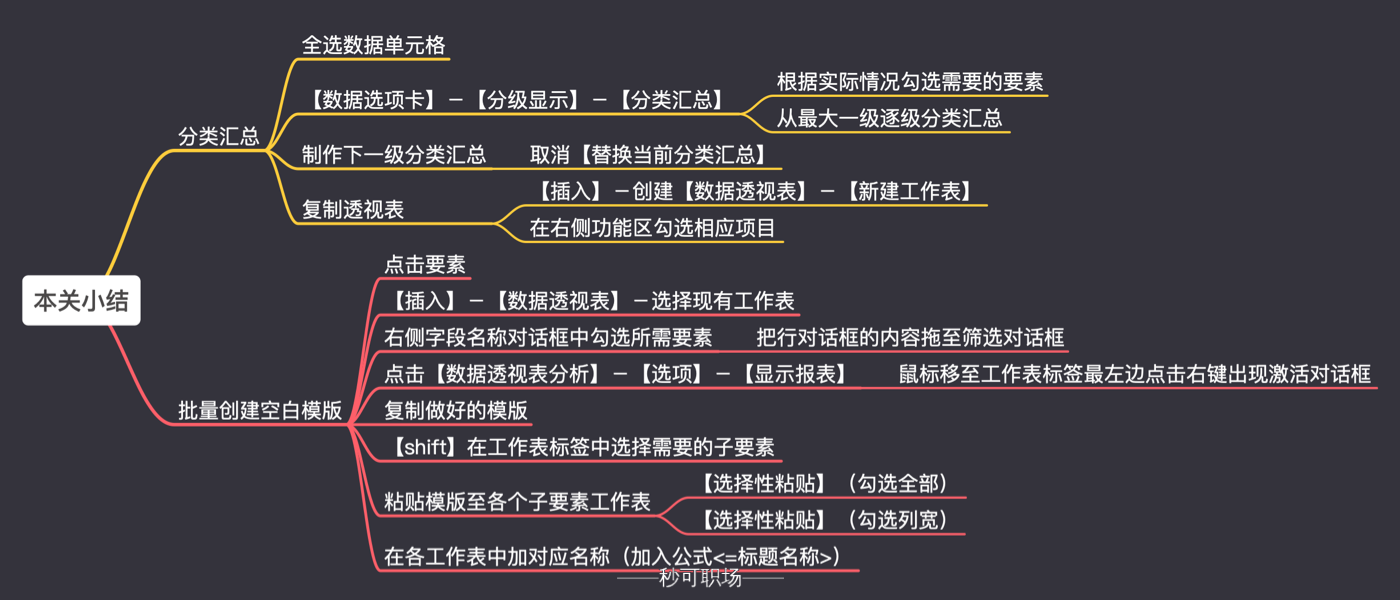 全选数据单元格
【数据选项卡】–【分级显示】–【分类汇总】
根据实际情况勾选需要的要素
从最大一级逐级分类汇总
分类汇总
制作下一级分类汇总
取消【替换当前分类汇总】
复制透视表
【插入】–创建【数据透视表】–【新建工作表】
在右侧功能区勾选相应项目
本关小结
点击要素
【插入】–【数据透视表】–选择现有工作表
右侧字段名称对话框中勾选所需要素
把行对话框的内容拖至筛选对话框
点击【数据透视表分析】–【选项】–【显示报表】
鼠标移至工作表标签最左边点击右键出现激活对话框
批量创建空白模版
复制做好的模版
【shift】在工作表标签中选择需要的子要素
粘贴模版至各个子要素工作表
【选择性粘贴】（勾选全部）
【选择性粘贴】（勾选列宽）
在各工作表中加对应名称（加入公式<=标题名称>）
秒可职场